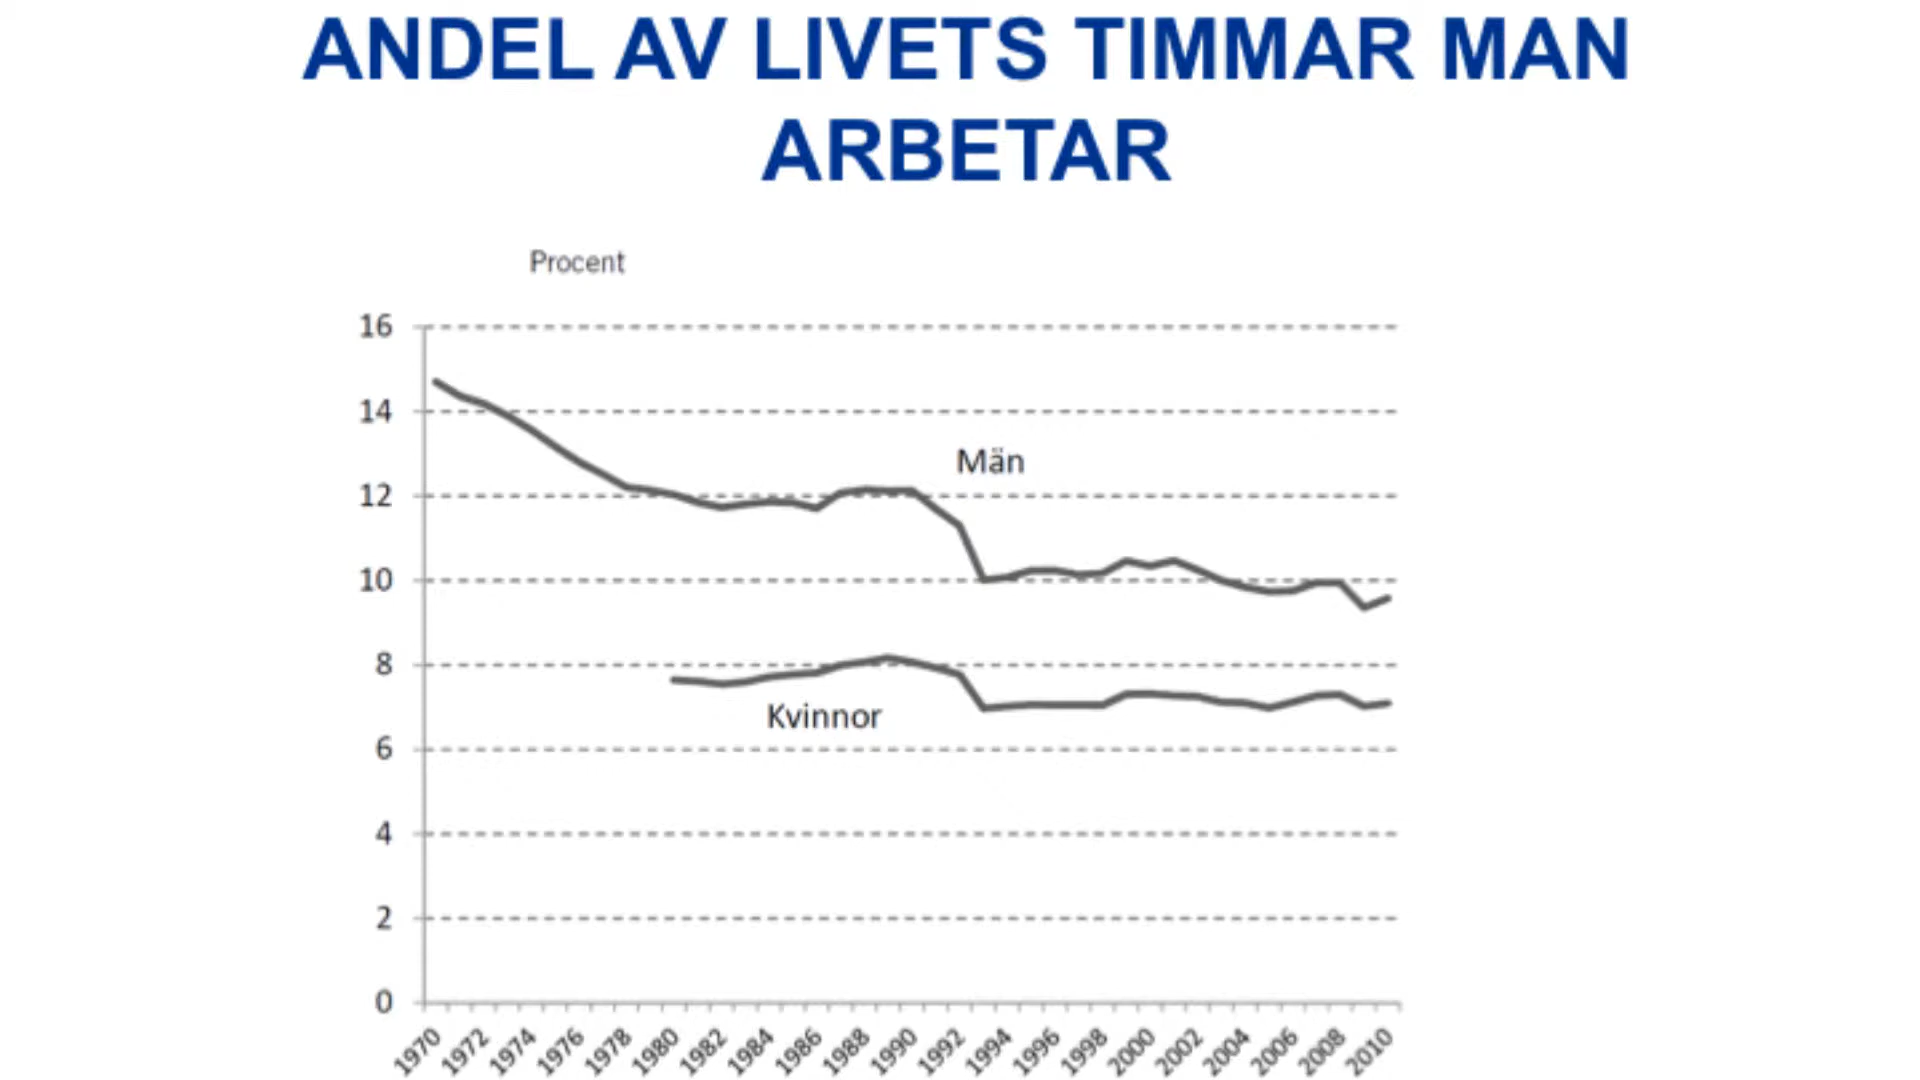 ANDEL AV LIVETS TIMMAR MAN
ARBETAR
Procent
16
14
Män
12
10
8
Kvinnor
6
4
2
0
1970 1972 1974 1976 1978 1980 1982 1984 1986 1988 1990 1992 1994 1996 1998 2000 2002 2004 2006 2008 2010